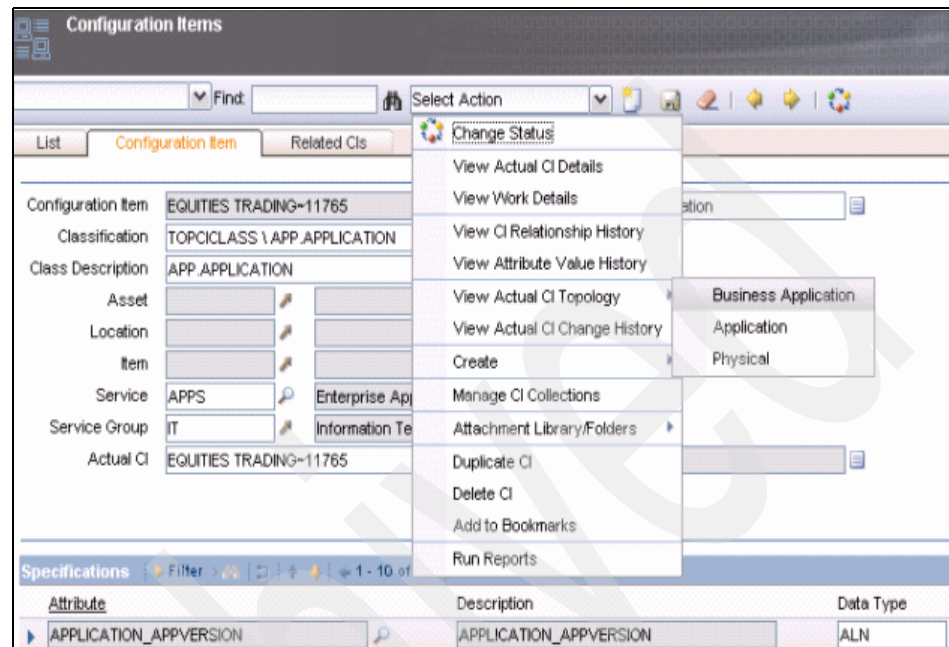 Configuration Items
Find: Select Action
List Configuration Item Related CIs
Change Status
View Actual CI Details
View Work Details
View CI Relationship History
View Attribute Value History
View Actual CI Topology
View Actual CI Change History
Create
Manage CI Collections
Attachment Library/Folders
Duplicate CI
Delete CI
Add to Bookmarks
Run Reports
Business Application
Application
Physical
Configuration Item EQUITIES TRADING~11765
Classification TOPCICLASS \ APP.APPLICATION
Class Description APP.APPLICATION
Asset
Location
Item
Service APPS Enterprise App
Service Group IT Information Te
Actual CI EQUITIES TRADING~11765
Specifications Filter 1 - 10 of
Attribute Description Data Type
APPLICATION_APPVERSION APPLICATION_APPVERSION ALN